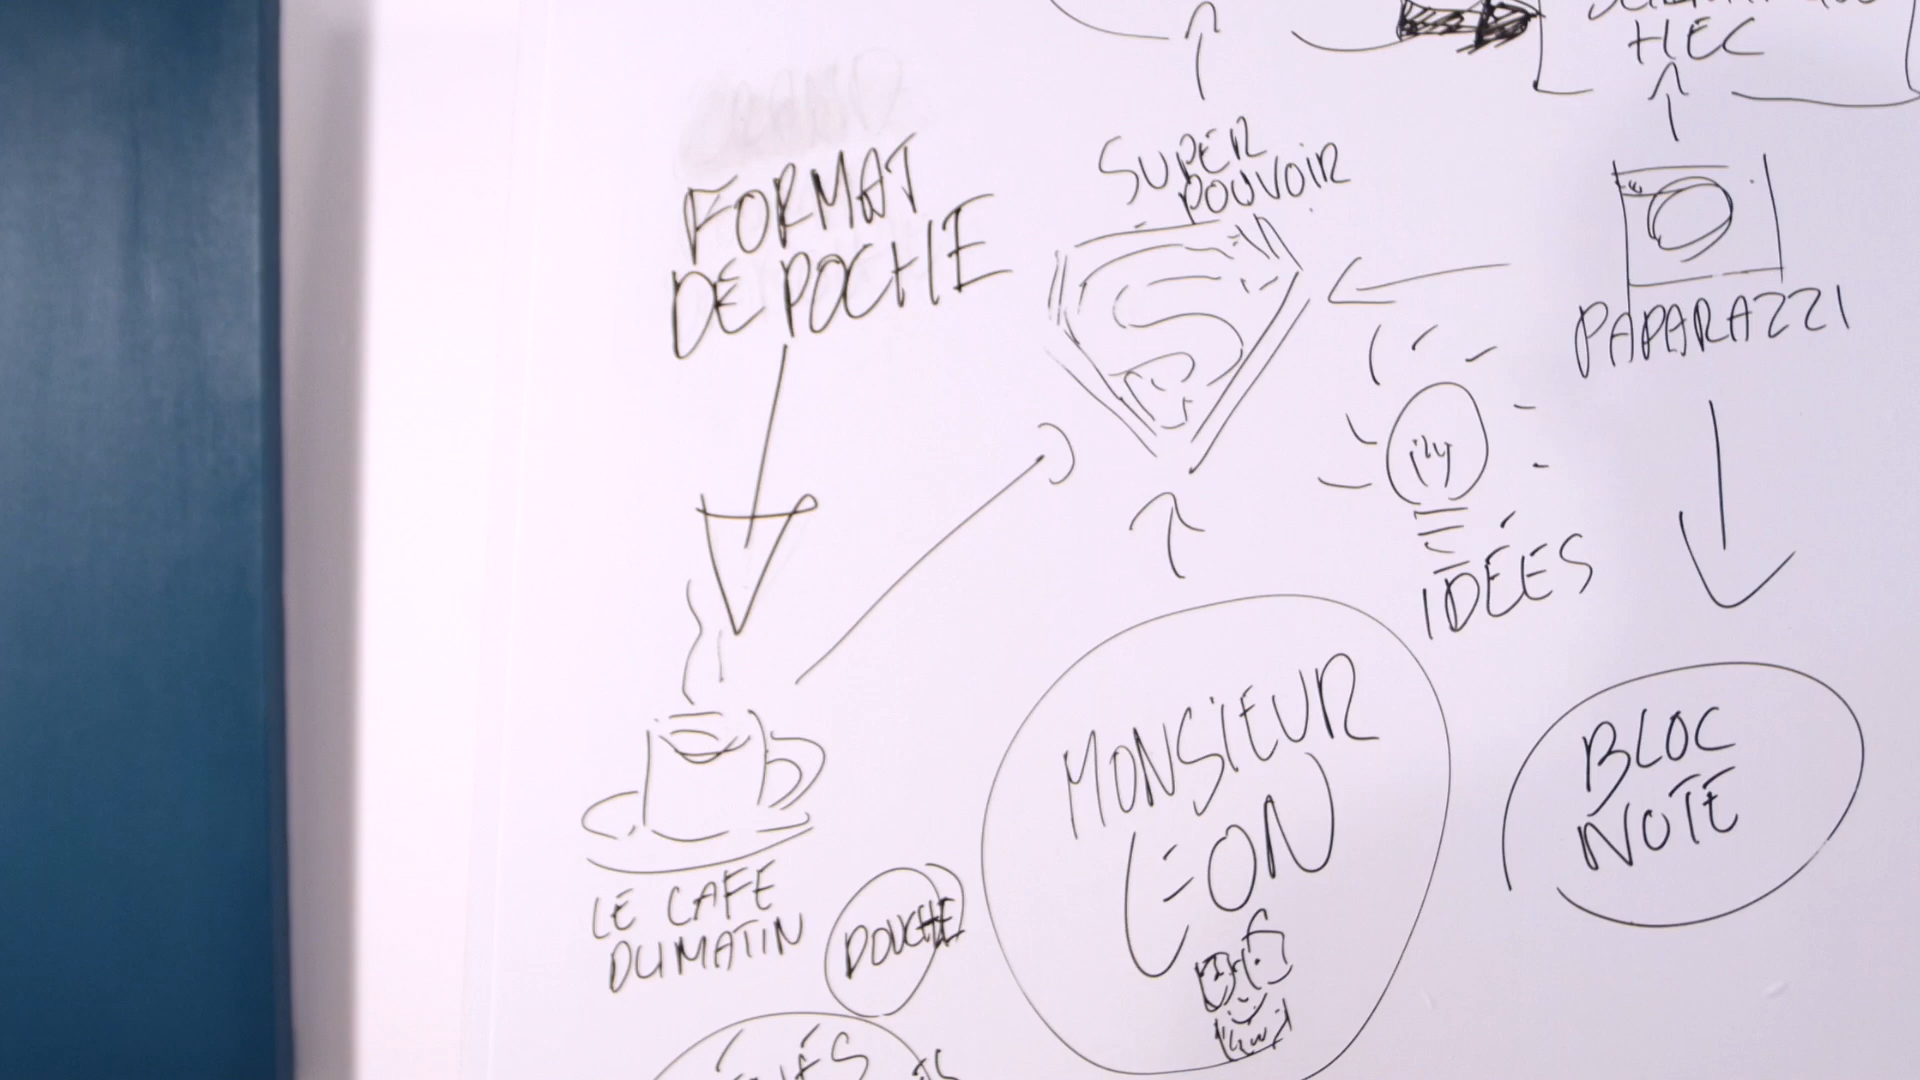 HEC
SUPER
POUVOIR
FORMAT
DE POCHE
S
PAPARAZZI
IDÉES
MONSIEUR
LEON
BLOC
NOTE
LE CAFE
DU MATIN
DOUCHE